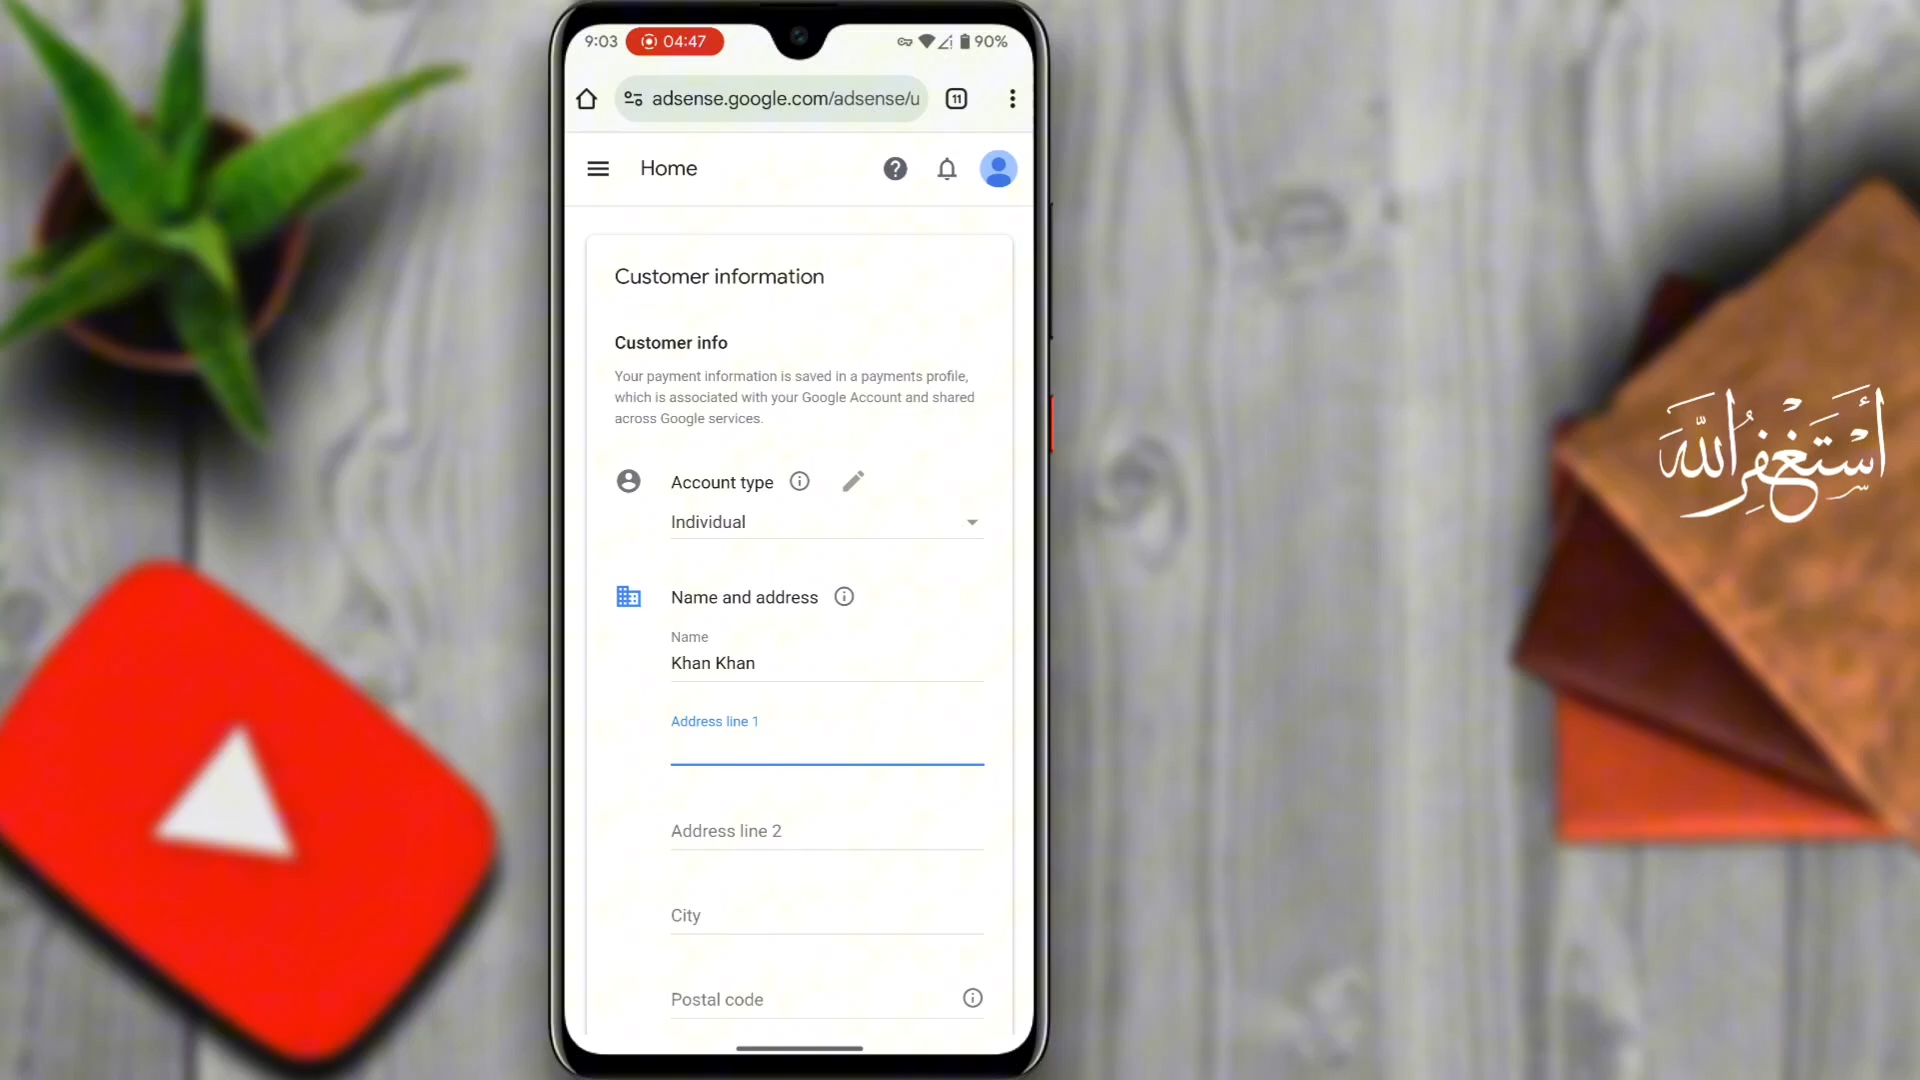 9:03
04:47
90%
adsense.google.com/adsense/u
11
Home
Customer information
Customer info
Your payment information is saved in a payments profile,
which is associated with your Google Account and shared
across Google services.
Account type
Individual
Name and address
Name
Khan Khan
Address line 1
Address line 2
City
Postal code
أَسْتَغْفِرُ اللَّهَ